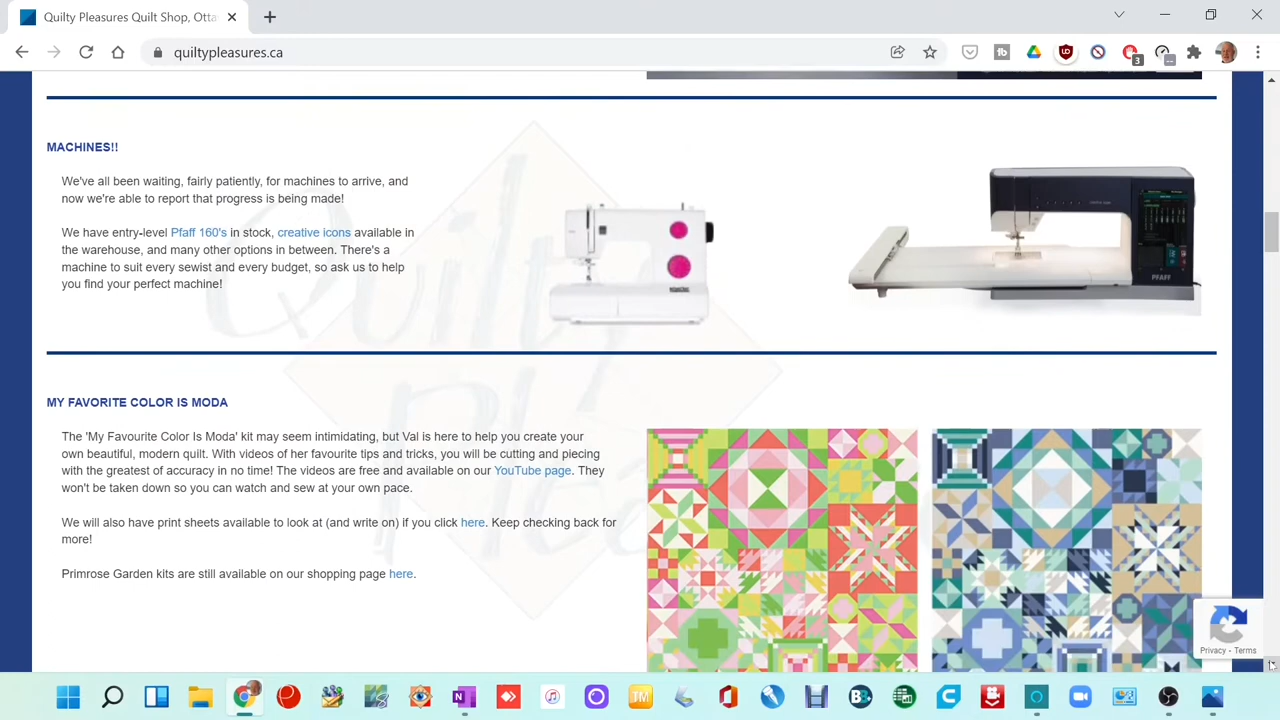 Quilty Pleasures Quilt Shop, Otta
quiltypleasures.ca
3
MACHINES!!
We've all been waiting, fairly patiently, for machines to arrive, and
now we're able to report that progress is being made!
We have entry-level Pfaff 160's in stock, creative icons available in
the warehouse, and many other options in between. There's a
machine to suit every sewist and every budget, so ask us to help
you find your perfect machine!
PFAFF
MY FAVORITE COLOR IS MODA
The 'My Favourite Color Is Moda' kit may seem intimidating, but Val is here to help you create your
own beautiful, modern quilt. With videos of her favourite tips and tricks, you will be cutting and piecing
with the greatest of accuracy in no time! The videos are free and available on our YouTube page. They
won't be taken down so you can watch and sew at your own pace.
We will also have print sheets available to look at (and write on) if you click here. Keep checking back for
more!
Primrose Garden kits are still available on our shopping page here.
Quilty
Privacy - Terms